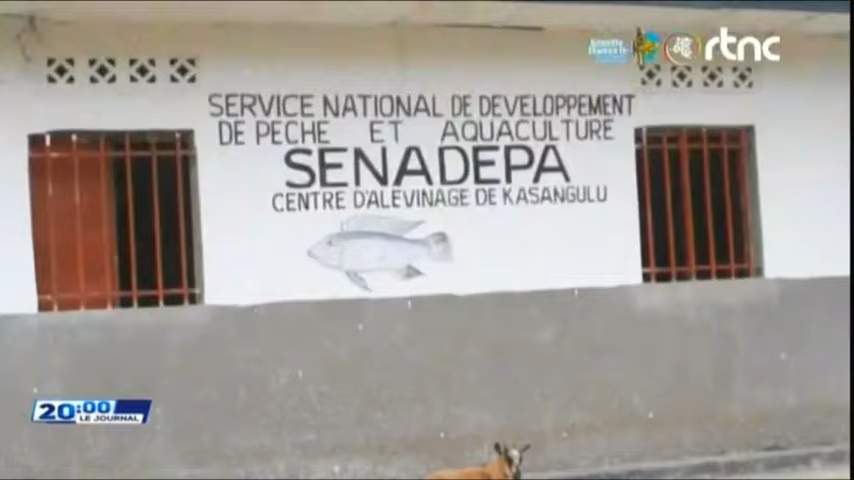 rtnc
SERVICE NATIONAL DE DEVELOPPEMENT
DE PECHE ET AQUACULTURE
SENADEPA
CENTRE D'ALEVINAGE DE KASANGULU
20:00
LE JOURNAL